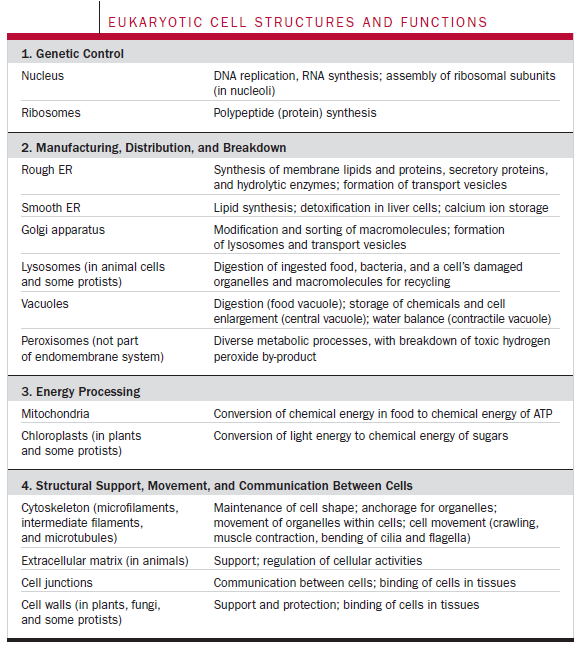 EUKARYOTIC CELL STRUCTURES AND FUNCTIONS
1. Genetic Control
Nucleus
DNA replication, RNA synthesis; assembly of ribosomal subunits
(in nucleoli)
Ribosomes
Polypeptide (protein) synthesis
2. Manufacturing, Distribution, and Breakdown
Rough ER
Synthesis of membrane lipids and proteins, secretory proteins,
and hydrolytic enzymes; formation of transport vesicles
Smooth ER
Lipid synthesis; detoxification in liver cells; calcium ion storage
Golgi apparatus
Modification and sorting of macromolecules; formation
of lysosomes and transport vesicles
Lysosomes (in animal cells
and some protists)
Digestion of ingested food, bacteria, and a cell’s damaged
organelles and macromolecules for recycling
Vacuoles
Digestion (food vacuole); storage of chemicals and cell
enlargement (central vacuole); water balance (contractile vacuole)
Peroxisomes (not part
of endomembrane system)
Diverse metabolic processes, with breakdown of toxic hydrogen
peroxide by-product
3. Energy Processing
Mitochondria
Conversion of chemical energy in food to chemical energy of ATP
Chloroplasts (in plants
and some protists)
Conversion of light energy to chemical energy of sugars
4. Structural Support, Movement, and Communication Between Cells
Cytoskeleton (microfilaments,
intermediate filaments,
and microtubules)
Maintenance of cell shape; anchorage for organelles;
movement of organelles within cells; cell movement (crawling,
muscle contraction, bending of cilia and flagella)
Extracellular matrix (in animals)
Support; regulation of cellular activities
Cell junctions
Communication between cells; binding of cells in tissues
Cell walls (in plants, fungi,
and some protists)
Support and protection; binding of cells in tissues